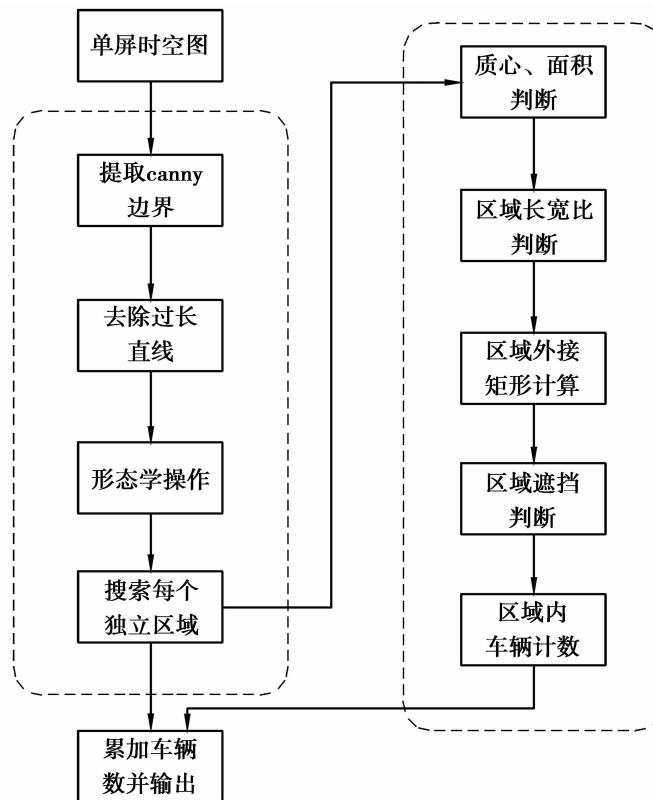 单屏时空图
提取canny
边界
去除过长
直线
形态学操作
搜索每个
独立区域
累加车辆
数并输出
质心、面积
判断
区域长宽比
判断
区域外接
矩形计算
区域遮挡
判断
区域内
车辆计数